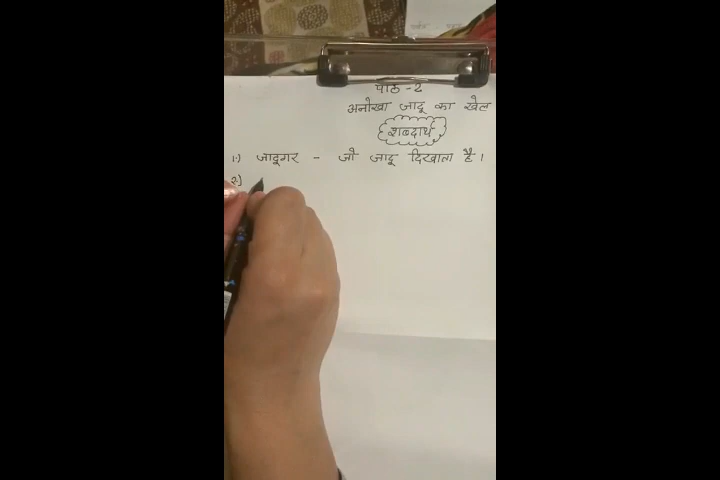 पाठ -2
अनोखा जादू का खेल
शब्दार्थ
1.) जादूगर - जो जादू दिखाता है।
2.)